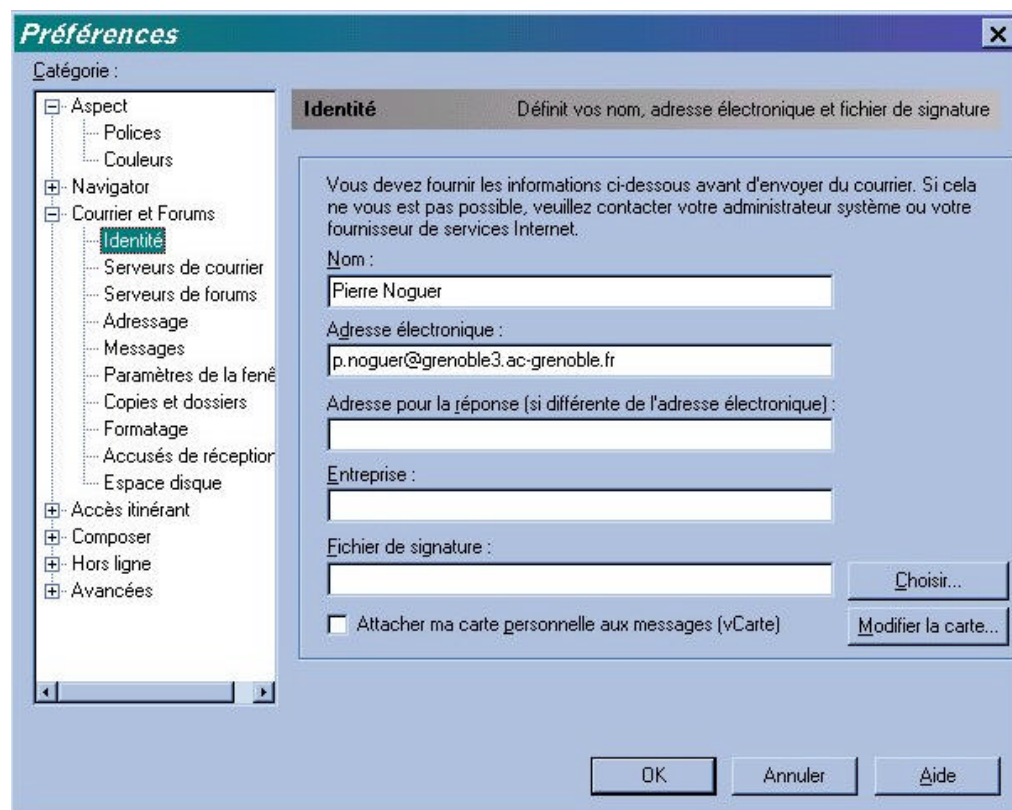 Préférences
Catégorie :
Aspect
Polices
Couleurs
Navigator
Courrier et Forums
Identité
Serveurs de courrier
Serveurs de forums
Adressage
Messages
Paramètres de la fenê
Copies et dossiers
Formatage
Accusés de réception
Espace disque
Accès itinérant
Composer
Hors ligne
Avancées
Identité Définit vos nom, adresse électronique et fichier de signature
Vous devez fournir les informations ci-dessous avant d'envoyer du courrier. Si cela
ne vous est pas possible, veuillez contacter votre administrateur système ou votre
fournisseur de services Internet.
Nom :
Pierre Noguer
Adresse électronique :
p.noguer@grenoble3.ac-grenoble.fr
Adresse pour la réponse (si différente de l'adresse électronique) :
Entreprise :
Fichier de signature :
Choisir...
Attacher ma carte personnelle aux messages (vCarte)
Modifier la carte...
OK Annuler Aide